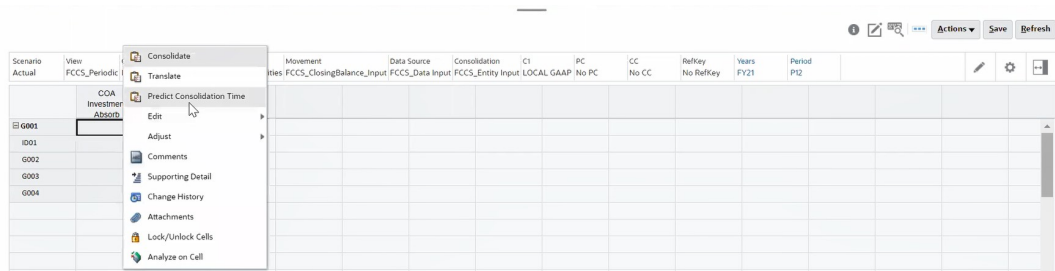 Actions Save Refresh
Scenario View Movement Data Source Consolidation C1 PC CC RefKey Years Period
Actual FCCS_Periodic ities FCCS_ClosingBalance_Input FCCS_Data Input FCCS_Entity Input LOCAL GAAP No PC No CC No RefKey FY21 P12
COA
Investmen
Absorb
G001
ID01
G002
G003
G004
Consolidate
Translate
Predict Consolidation Time
Edit
Adjust
Comments
Supporting Detail
Change History
Attachments
Lock/Unlock Cells
Analyze on Cell